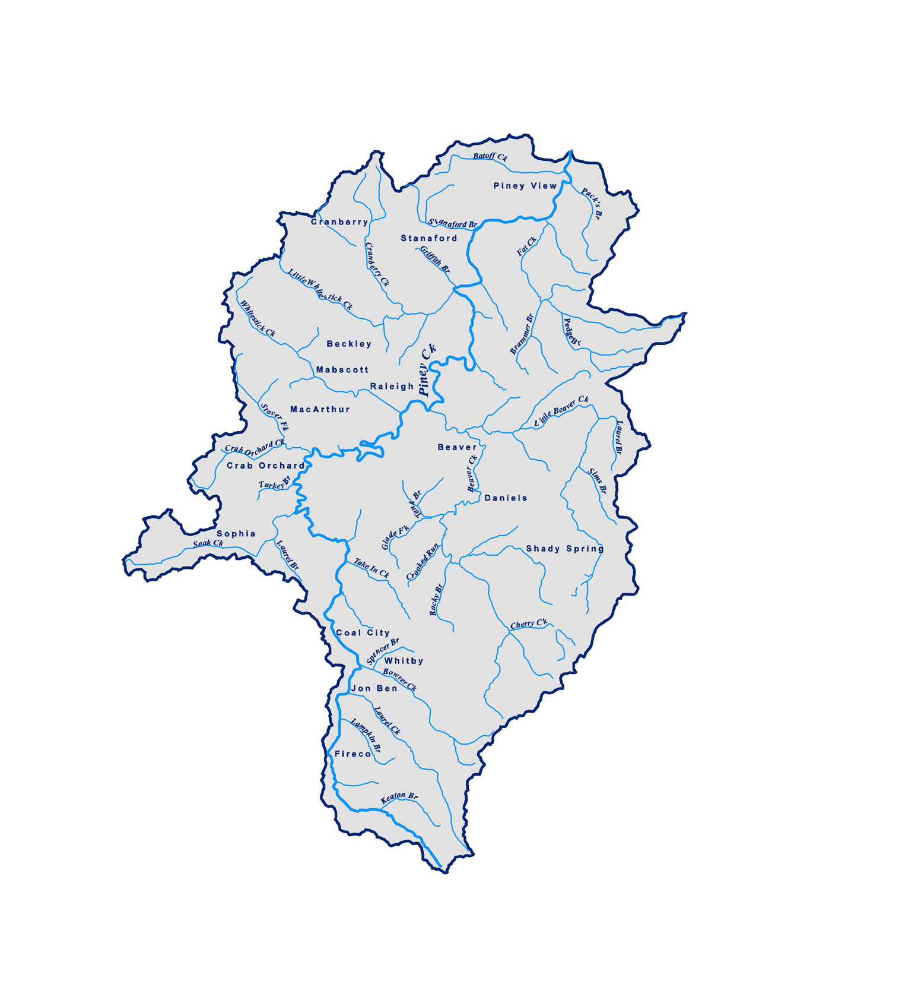 Batoff Ck
Piney View
Pack's Br
Cranberry
Stanaford Br
Stanaford
Fat Ck
Cranberry Ck
Griffith Br
Little Whitestick Ck
Whitestick Ck
Brammer Br
PedgeBr
Beckley
Piney Ck
Mabscott
Raleigh
MacArthur
Stover Fk
Little Beaver Ck
Laurel Br
Crab Orchard Ck
Beaver
Crab Orchard
Beaver Ck
Sims Br
TurkeyBr
Tank Br
Daniels
Sophia
Soak Ck
Glade Fk
Laurel Br
Crooked Run
Shady Spring
Take In Ck
Rocky Br
Cherry Ck
Coal City
Spencer Br
Whitby
Bowyer Ck
Jon Ben
Laurel Ck
Lampkin Br
Fireco
Keaton Br